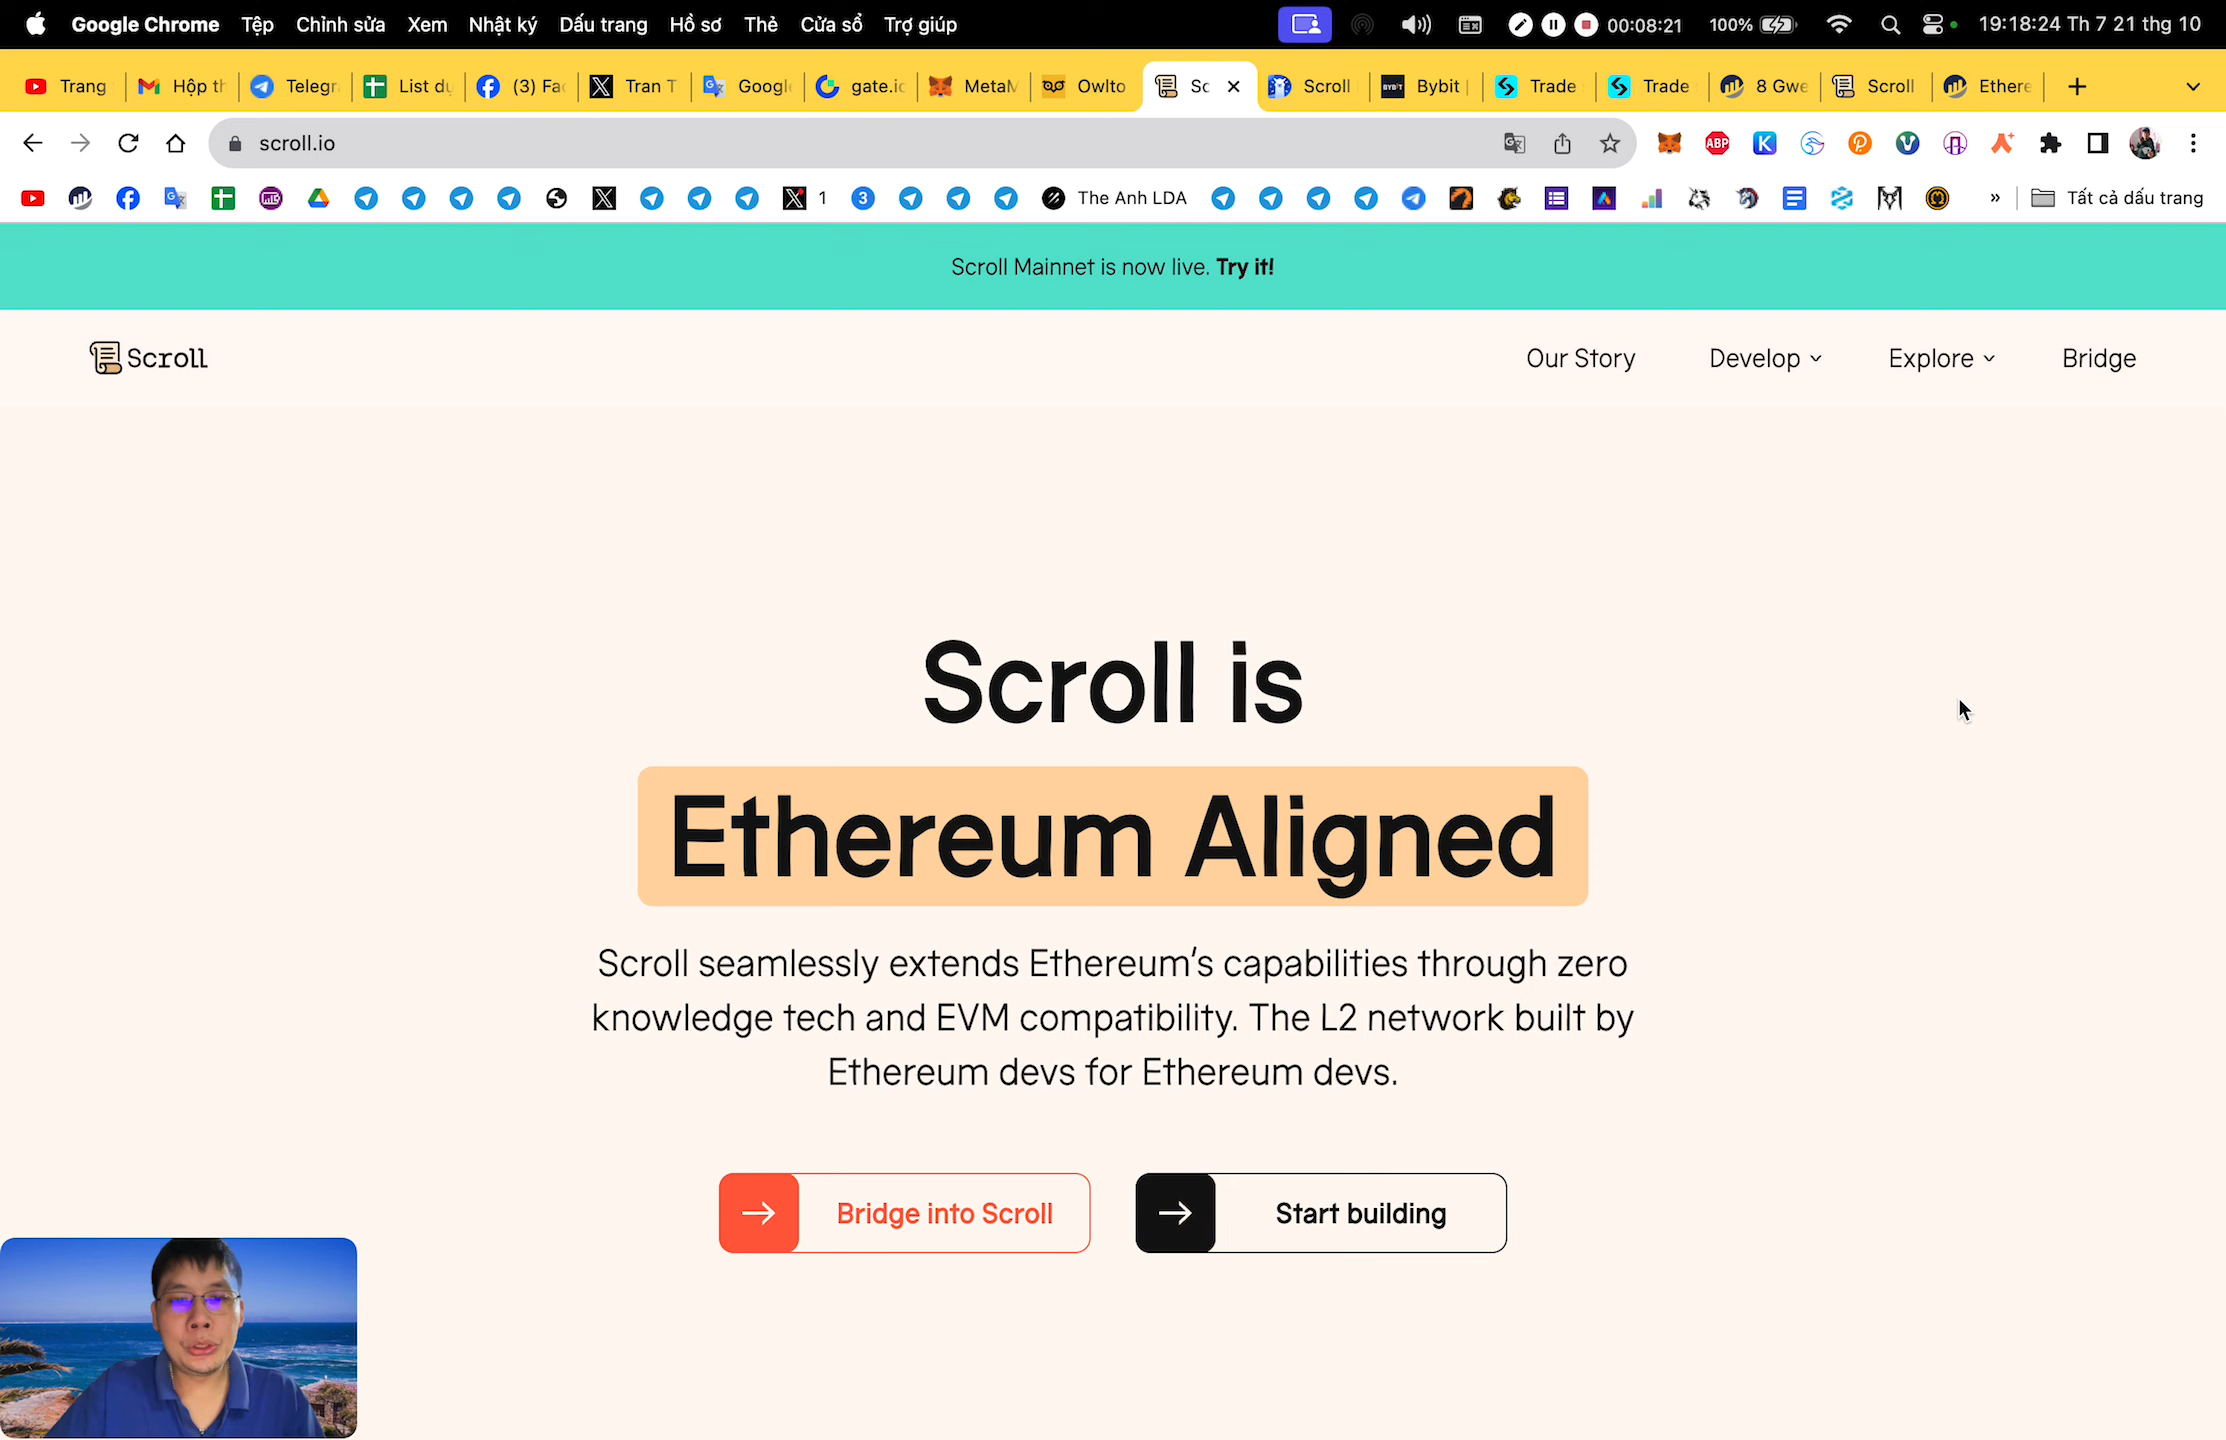 Google Chrome Tệp Chỉnh sửa Xem Nhật ký Dấu trang Hồ sơ Thẻ Cửa sổ Trợ giúp 00:08:21 100% 19:18:24 Th 7 21 thg 10
Trang Hộp th Telegr List dự (3) Fac Tran T Google gate.io MetaM Owlto Sc Scroll Bybit Trade Trade 8 Gwe Scroll Ethere
scroll.io ABP
1 3 The Anh LDA » Tất cả dấu trang
Scroll Mainnet is now live. Try it!
Scroll Our Story Develop Explore Bridge
Scroll is
Ethereum Aligned
Scroll seamlessly extends Ethereum's capabilities through zero
knowledge tech and EVM compatibility. The L2 network built by
Ethereum devs for Ethereum devs.
Bridge into Scroll Start building